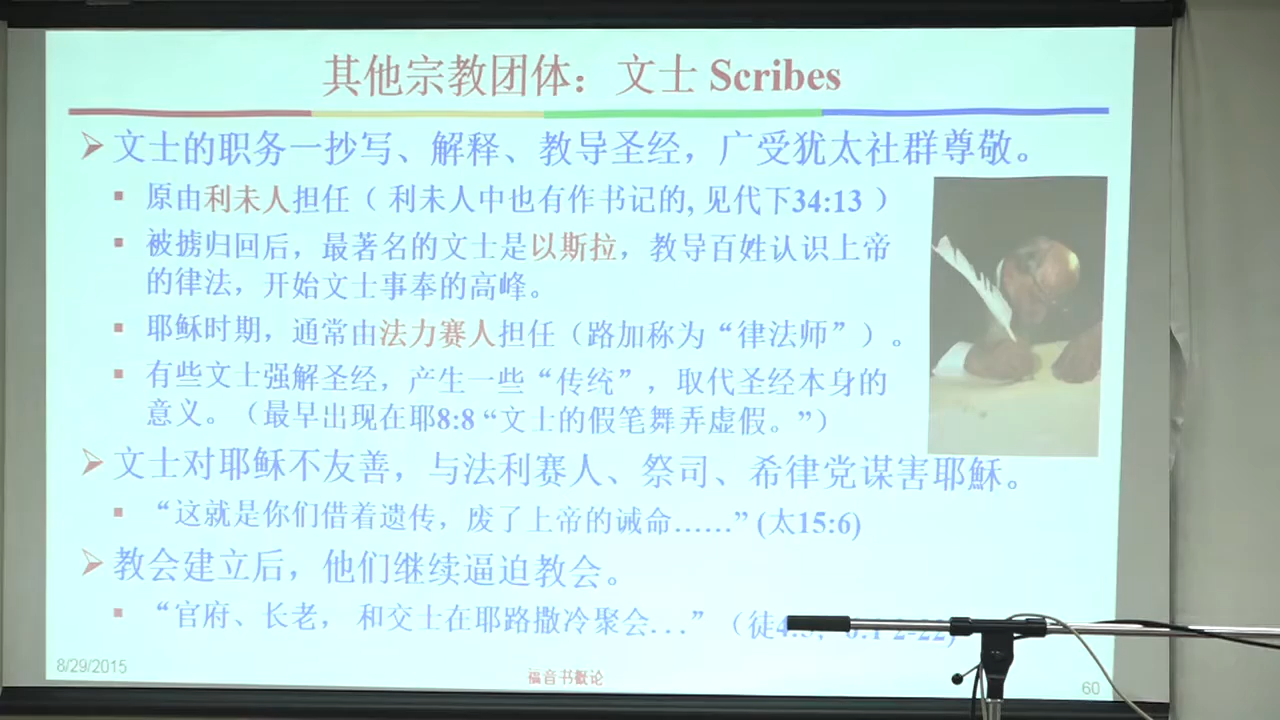 其他宗教团体：文士 Scribes
文士的职务一抄写、解释、教导圣经，广受犹太社群尊敬。
原由利未人担任（ 利未人中也有作书记的, 见代下34:13 ）
被掳归回后，最著名的文士是以斯拉，教导百姓认识上帝
的律法，开始文士事奉的高峰。
耶稣时期，通常由法力赛人担任（路加称为“律法师”）。
有些文士强解圣经，产生一些“传统”，取代圣经本身的
意义。（最早出现在耶8:8 “文士的假笔舞弄虚假。”）
文士对耶稣不友善，与法利赛人、祭司、希律党谋害耶穌。
“这就是你们借着遗传，废了上帝的诫命……” (太15:6)
教会建立后，他们继续逼迫教会。
“官府、长老， 和交士在耶路撒冷聚会...” （徒
8/29/2015
福音书概论
60